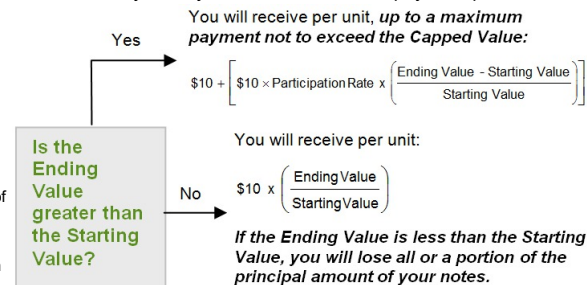 You will receive per unit, up to a maximum
payment not to exceed the Capped Value:
Yes
$10 + [$10 × Participation Rate x (Ending Value - Starting Value / Starting Value)]
Is the
Ending
Value
greater than
the Starting
Value?
No
You will receive per unit:
$10 x (Ending Value / Starting Value)
If the Ending Value is less than the Starting
Value, you will lose all or a portion of the
principal amount of your notes.